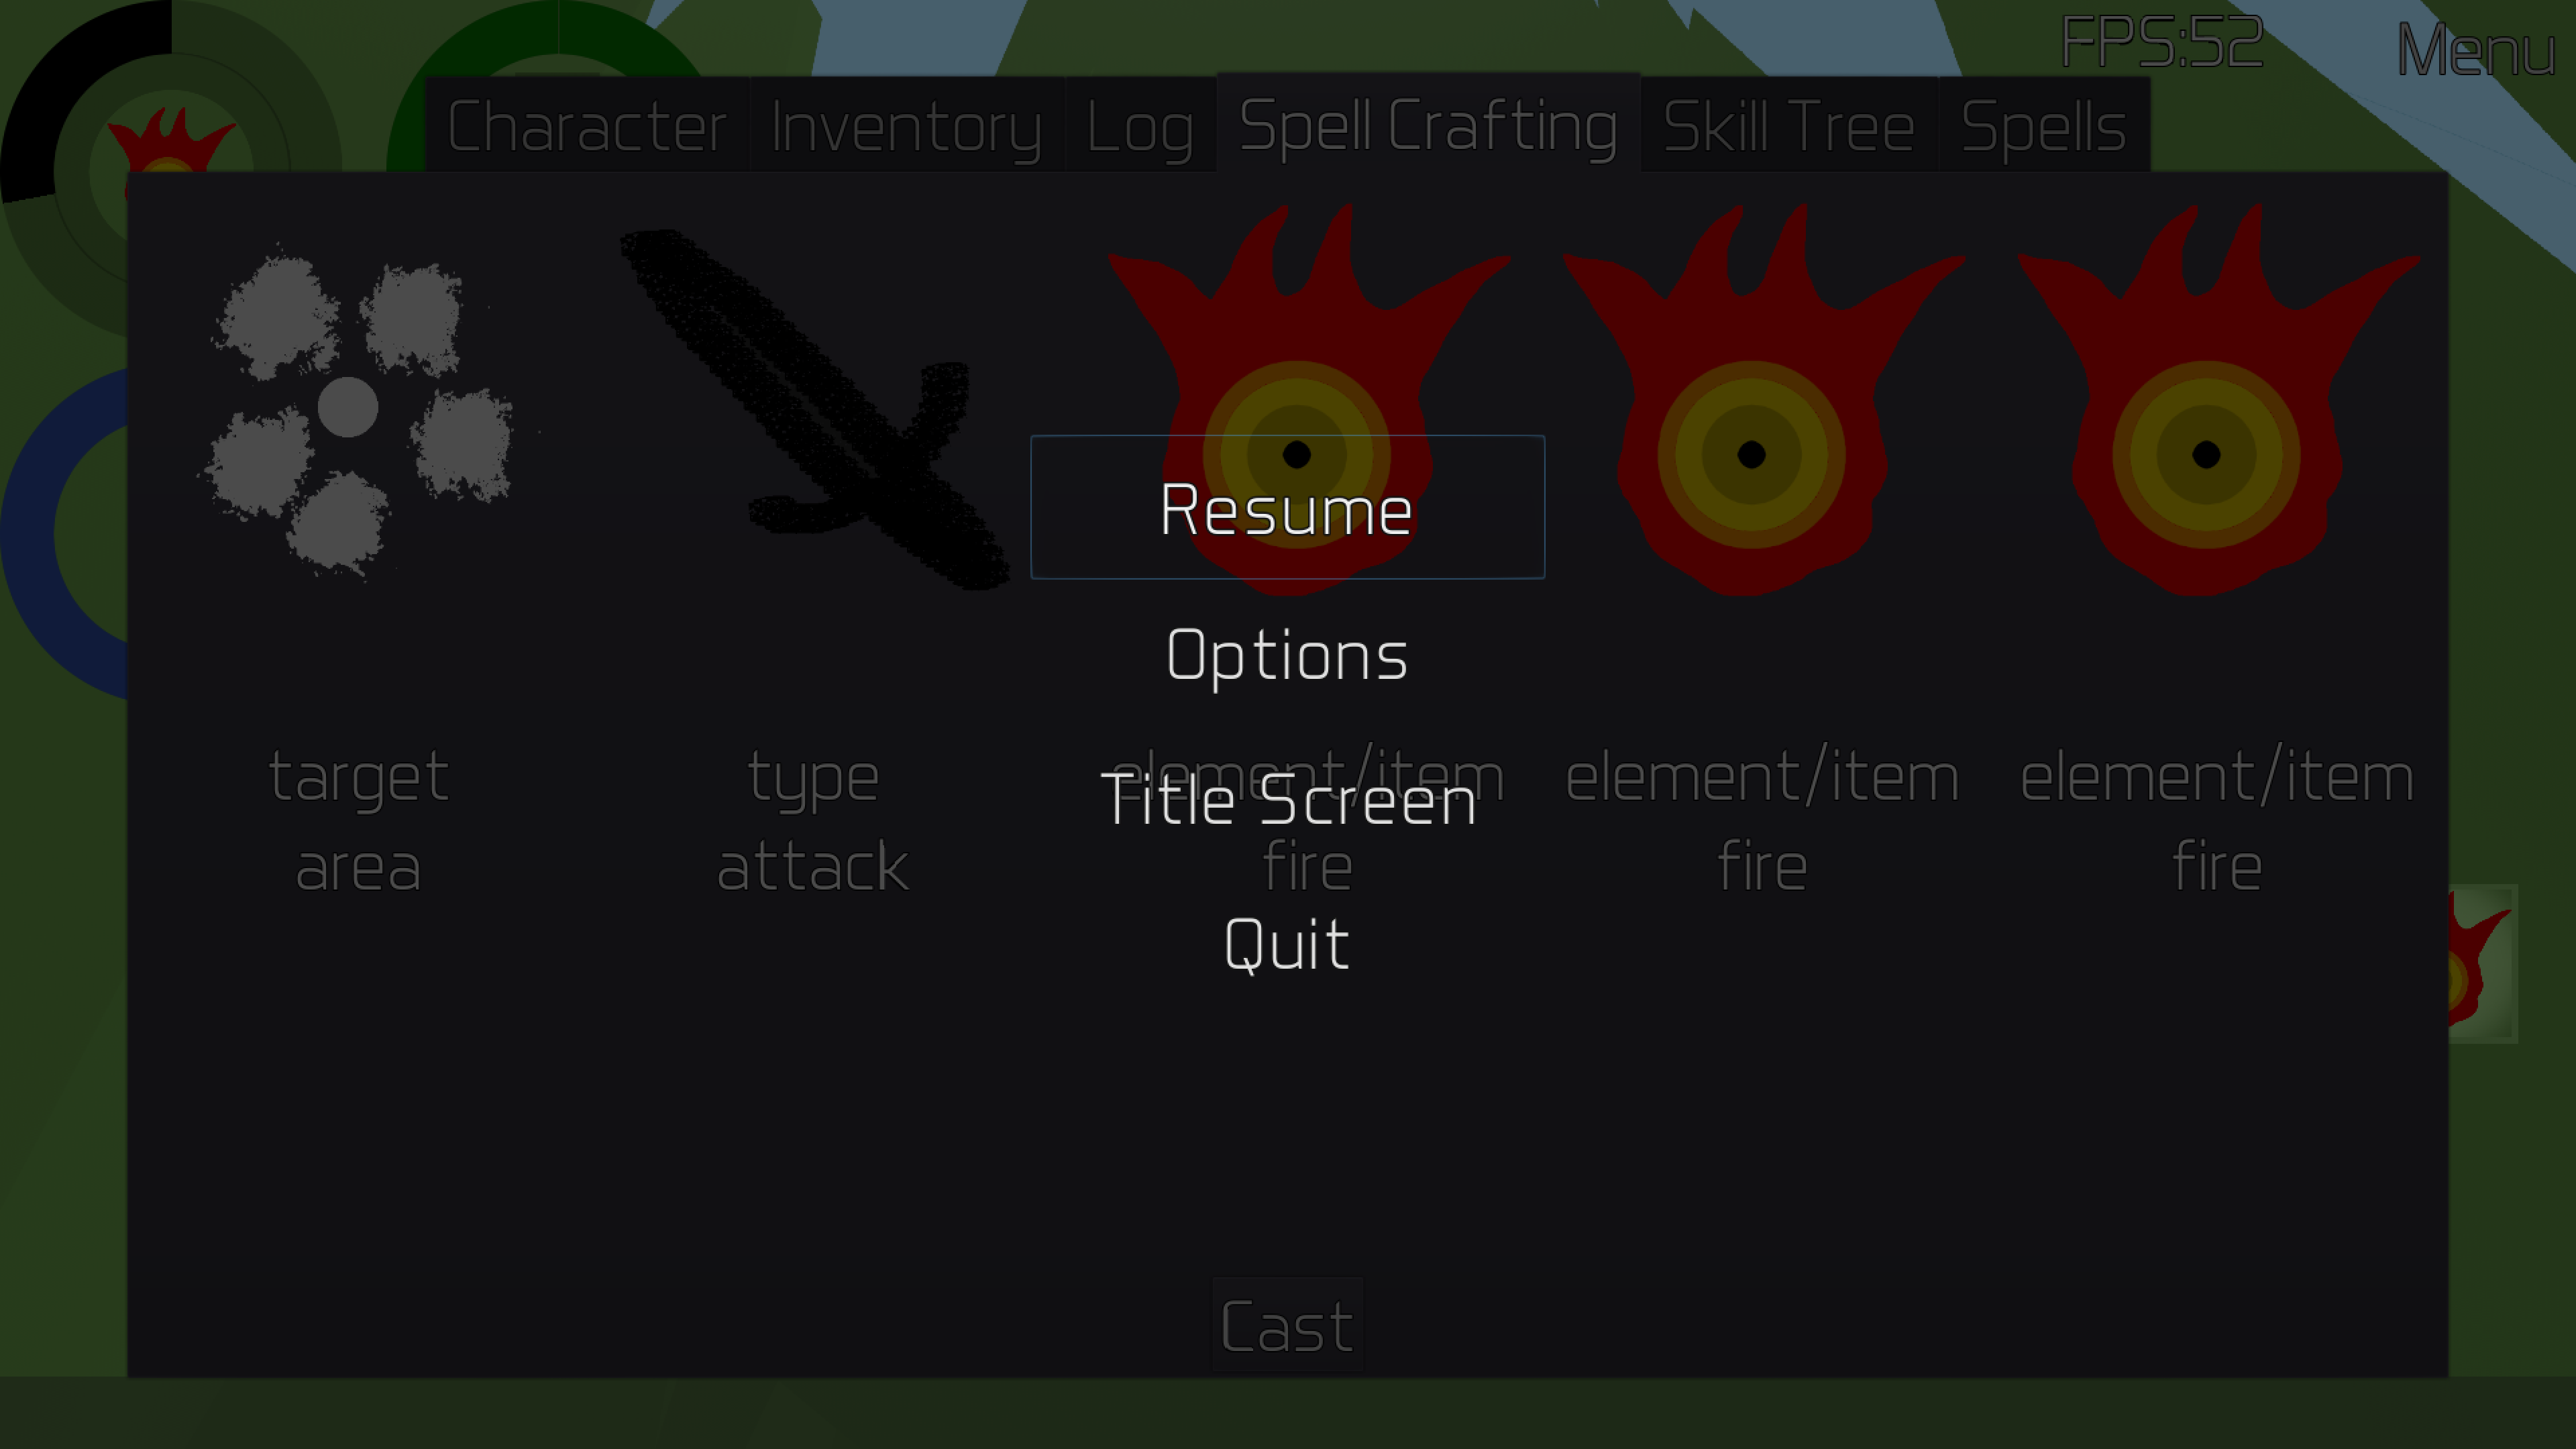 FPS:52 Menu
Character Inventory Log Spell Crafting Skill Tree Spells
Resume
Options
target type element/item element/item element/item
Title Screen
area attack fire fire fire
Quit
Cast